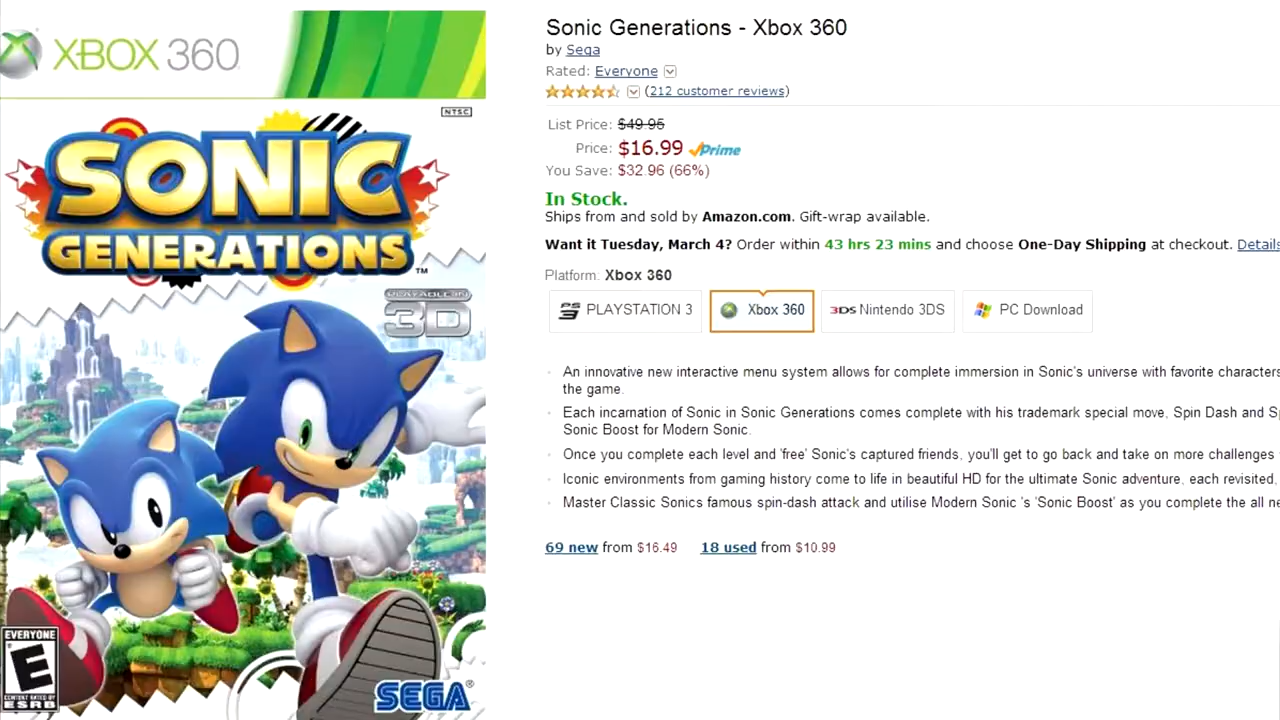 XBOX 360
NTSC
SONIC
GENERATIONS™
PLAYABLE IN
3D
EVERYONE
E
CONTENT RATED BY
ESRB
SEGA®
Sonic Generations - Xbox 360
by Sega
Rated: Everyone
(212 customer reviews)
List Price: $49.95
Price: $16.99 Prime
You Save: $32.96 (66%)
In Stock.
Ships from and sold by Amazon.com. Gift-wrap available.
Want it Tuesday, March 4? Order within 43 hrs 23 mins and choose One-Day Shipping at checkout. Details
Platform: Xbox 360
PLAYSTATION 3
Xbox 360
3DS Nintendo 3DS
PC Download
An innovative new interactive menu system allows for complete immersion in Sonic's universe with favorite characters
the game.
Each incarnation of Sonic in Sonic Generations comes complete with his trademark special move, Spin Dash and Sp
Sonic Boost for Modern Sonic.
Once you complete each level and 'free' Sonic's captured friends, you'll get to go back and take on more challenges
Iconic environments from gaming history come to life in beautiful HD for the ultimate Sonic adventure, each revisited,
Master Classic Sonics famous spin-dash attack and utilise Modern Sonic 's 'Sonic Boost' as you complete the all ne
69 new from $16.49 18 used from $10.99